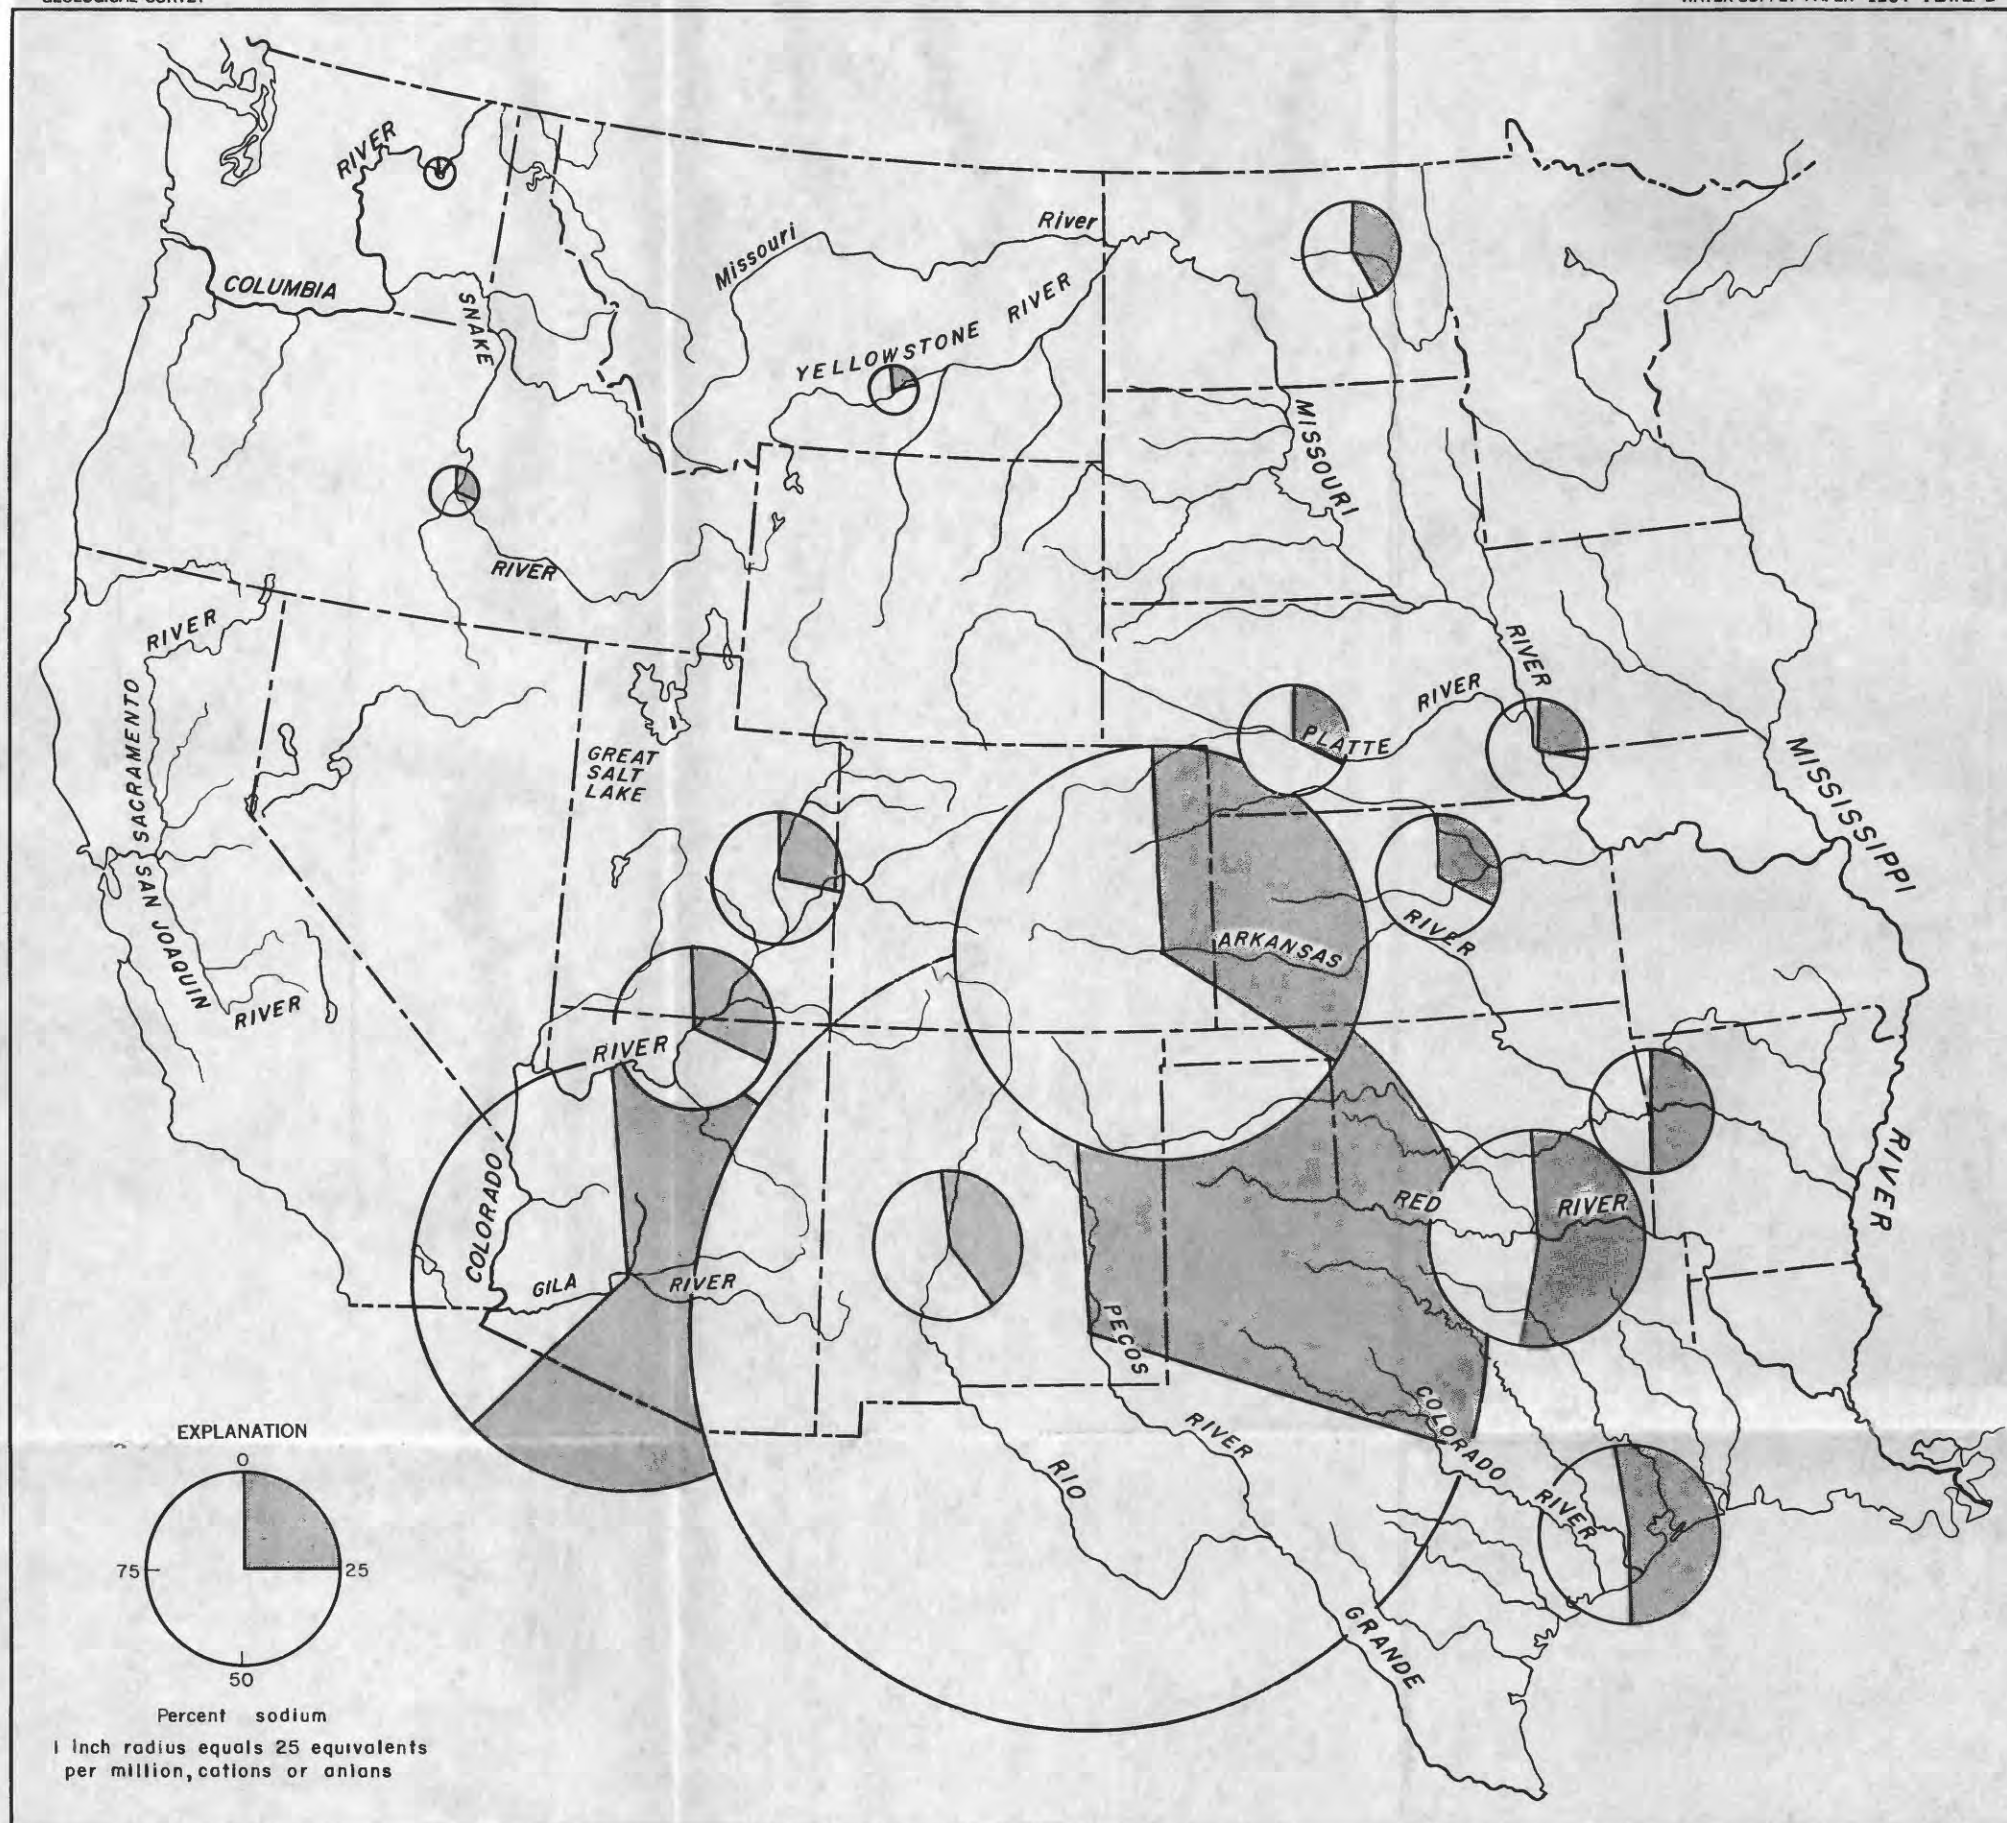 GEOLOGICAL SURVEY
RIVER
COLUMBIA
SNAKE
RIVER
Missouri
River
YELLOWSTONE RIVER
MISSOURI
RIVER
RIVER
SACRAMENTO
SAN JOAQUIN
RIVER
GREAT
SALT
LAKE
PLATTE
RIVER
MISSISSIPPI
RIVER
ARKANSAS
RIVER
RIVER
COLORADO
GILA
RIVER
RED
RIVER
PECOS
RIVER
COLORADO
RIVER
RIO
GRANDE
EXPLANATION
0
75
25
50
Percent sodium
1 Inch radius equals 25 equivalents
per million, cations or anions